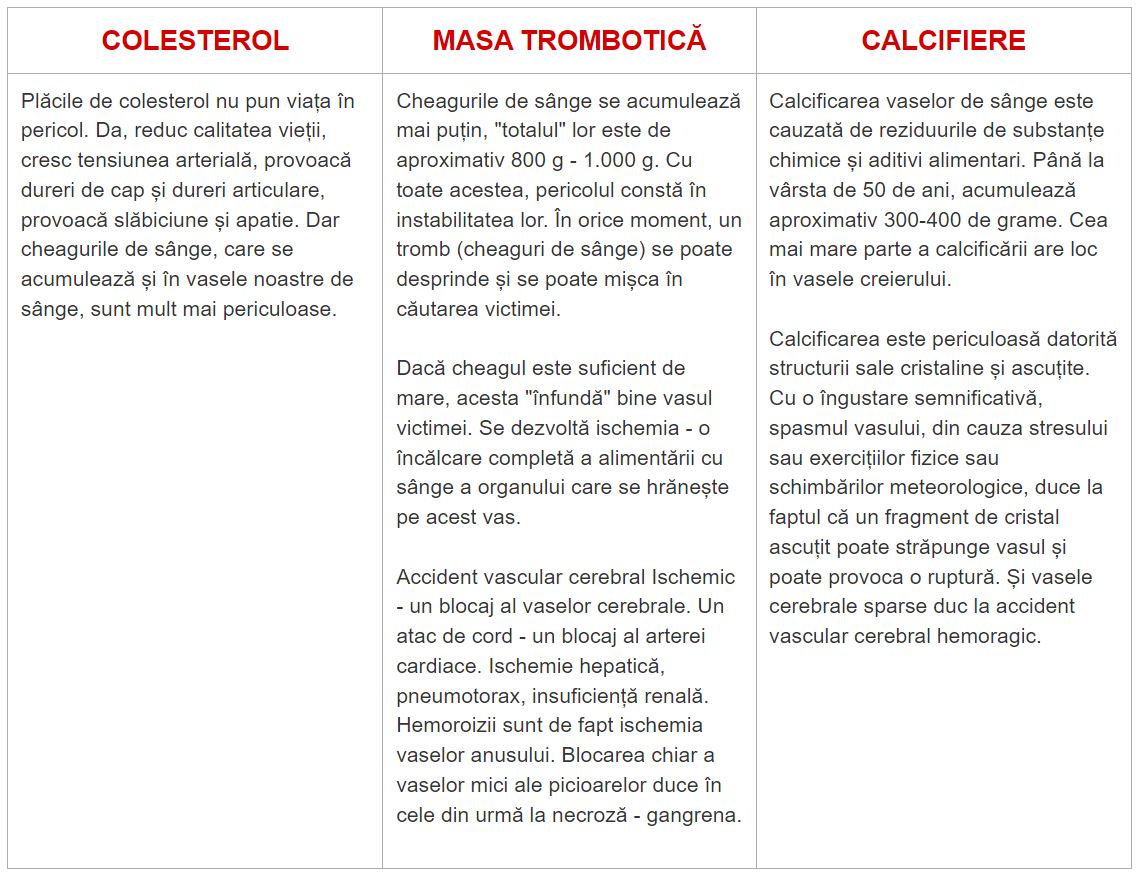 COLESTEROL
MASA TROMBOTICĂ
CALCIFIERE
Plăcile de colesterol nu pun viața în
pericol. Da, reduc calitatea vieții,
cresc tensiunea arterială, provoacă
dureri de cap și dureri articulare,
provoacă slăbiciune și apatie. Dar
cheagurile de sânge, care se
acumulează și în vasele noastre de
sânge, sunt mult mai periculoase.
Cheagurile de sânge se acumulează
mai puțin, "totalul" lor este de
aproximativ 800 g - 1.000 g. Cu
toate acestea, pericolul constă în
instabilitatea lor. În orice moment, un
tromb (cheaguri de sânge) se poate
desprinde și se poate mișca în
căutarea victimei.
Dacă cheagul este suficient de
mare, acesta "înfundă" bine vasul
victimei. Se dezvoltă ischemia - o
încălcare completă a alimentării cu
sânge a organului care se hrănește
pe acest vas.
Accident vascular cerebral Ischemic
- un blocaj al vaselor cerebrale. Un
atac de cord - un blocaj al arterei
cardiace. Ischemie hepatică,
pneumotorax, insuficiență renală.
Hemoroizii sunt de fapt ischemia
vaselor anusului. Blocarea chiar a
vaselor mici ale picioarelor duce în
cele din urmă la necroză - gangrena.
Calcificarea vaselor de sânge este
cauzată de reziduurile de substanțe
chimice și aditivi alimentari. Până la
vârsta de 50 de ani, acumulează
aproximativ 300-400 de grame. Cea
mai mare parte a calcificării are loc
în vasele creierului.
Calcificarea este periculoasă datorită
structurii sale cristaline și ascuțite.
Cu o îngustare semnificativă,
spasmul vasului, din cauza stresului
sau exercițiilor fizice sau
schimbărilor meteorologice, duce la
faptul că un fragment de cristal
ascuțit poate străpunge vasul și
poate provoca o ruptură. Și vasele
cerebrale sparse duc la accident
vascular cerebral hemoragic.